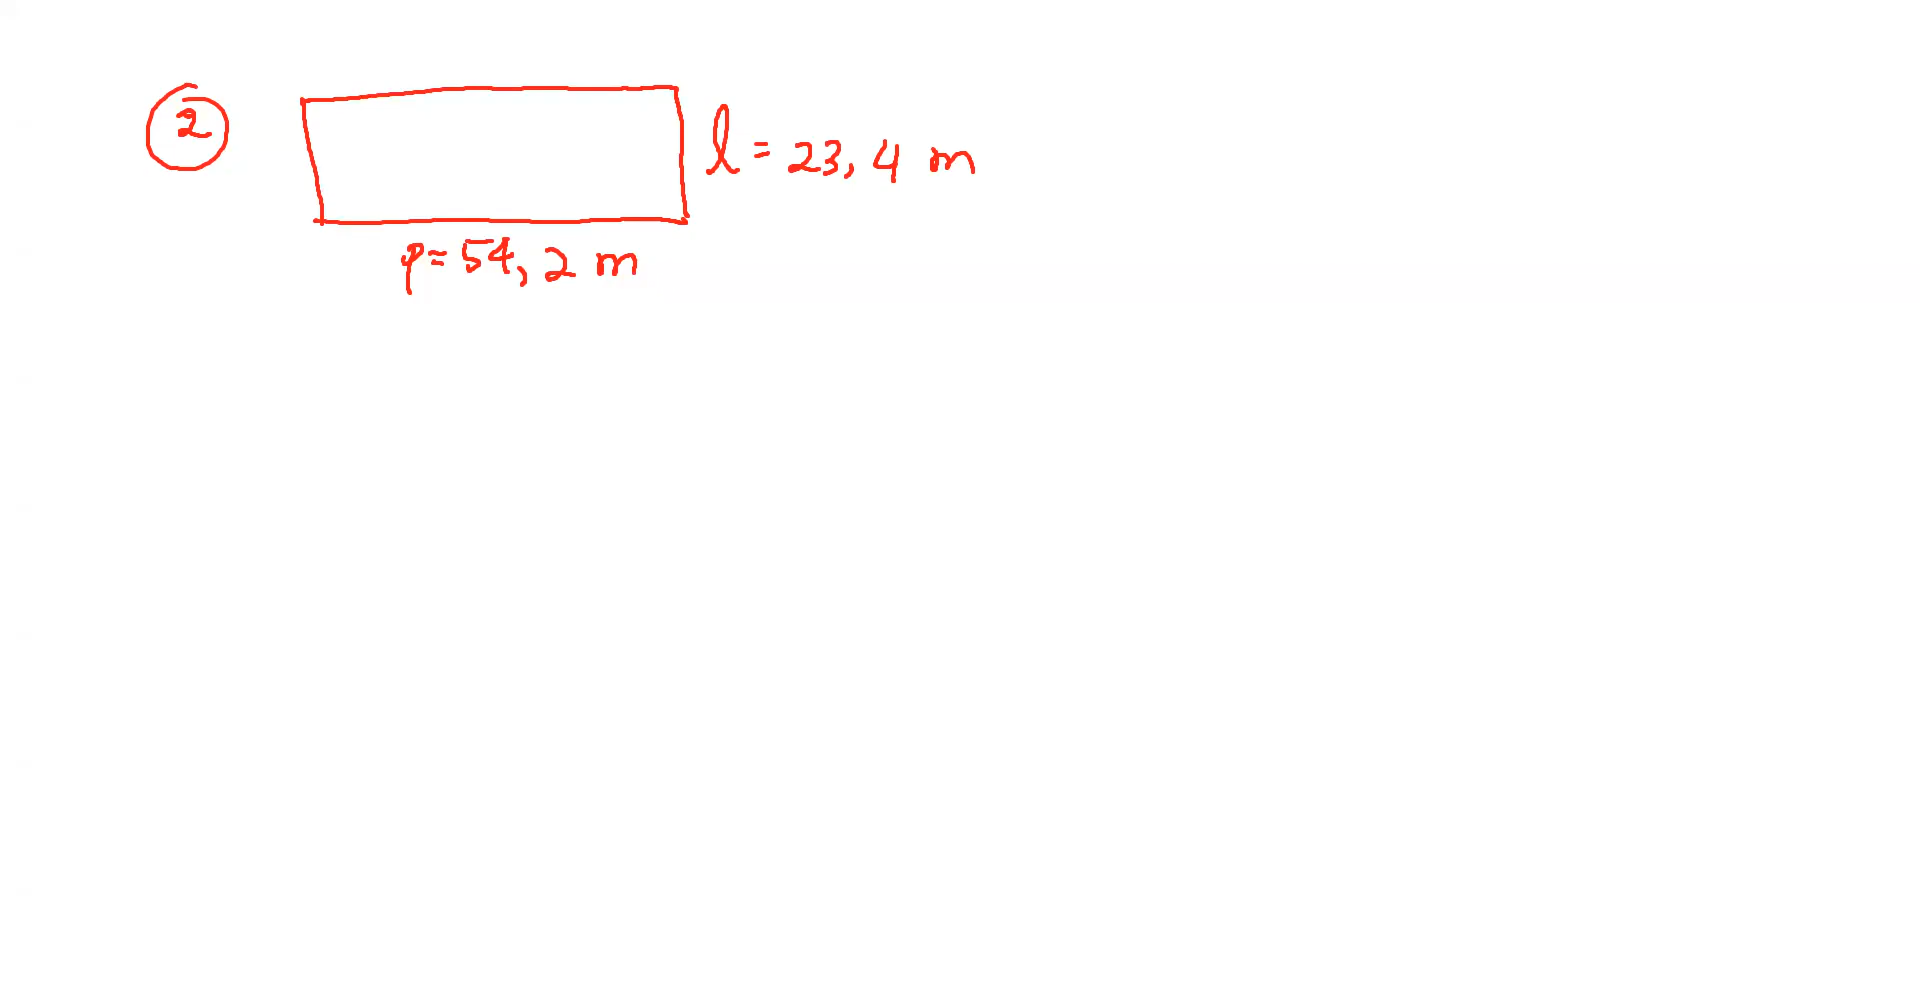 2
l = 23,4 m
p = 54,2 m